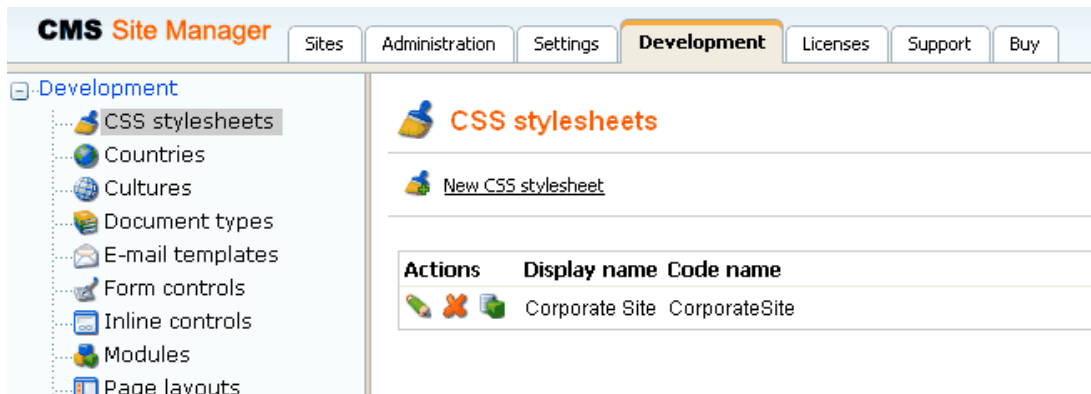 CMS Site Manager
Sites Administration Settings Development Licenses Support Buy
Development
CSS stylesheets
Countries
Cultures
Document types
E-mail templates
Form controls
Inline controls
Modules
Page layouts
CSS stylesheets
New CSS stylesheet
Actions Display name Code name
Corporate Site CorporateSite